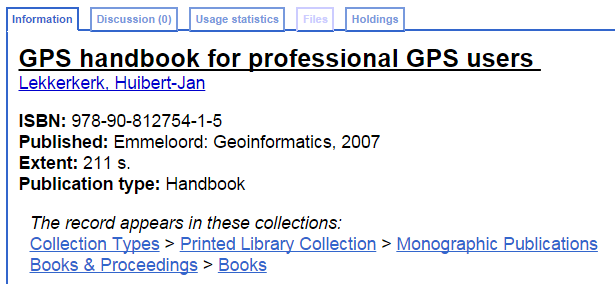 Information Discussion (0) Usage statistics Files Holdings
GPS handbook for professional GPS users
Lekkerkerk, Huibert-Jan
ISBN: 978-90-812754-1-5
Published: Emmeloord: Geoinformatics, 2007
Extent: 211 s.
Publication type: Handbook
The record appears in these collections:
Collection Types > Printed Library Collection > Monographic Publications
Books & Proceedings > Books